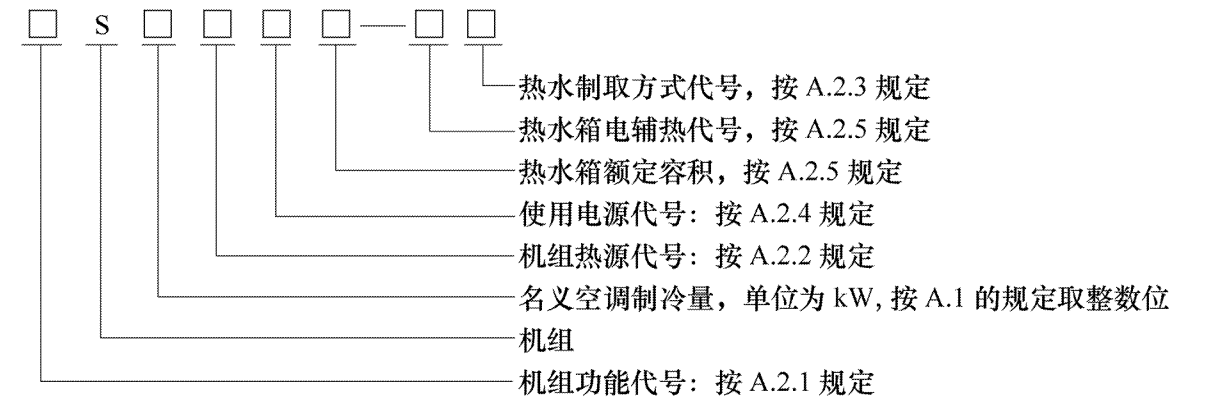 □ S □ □ □ □ — □ □
热水制取方式代号，按 A.2.3 规定
热水箱电辅热代号，按 A.2.5 规定
热水箱额定容积，按 A.2.5 规定
使用电源代号：按 A.2.4 规定
机组热源代号：按 A.2.2 规定
名义空调制冷量，单位为 kW, 按 A.1 的规定取整数位
机组
机组功能代号：按 A.2.1 规定